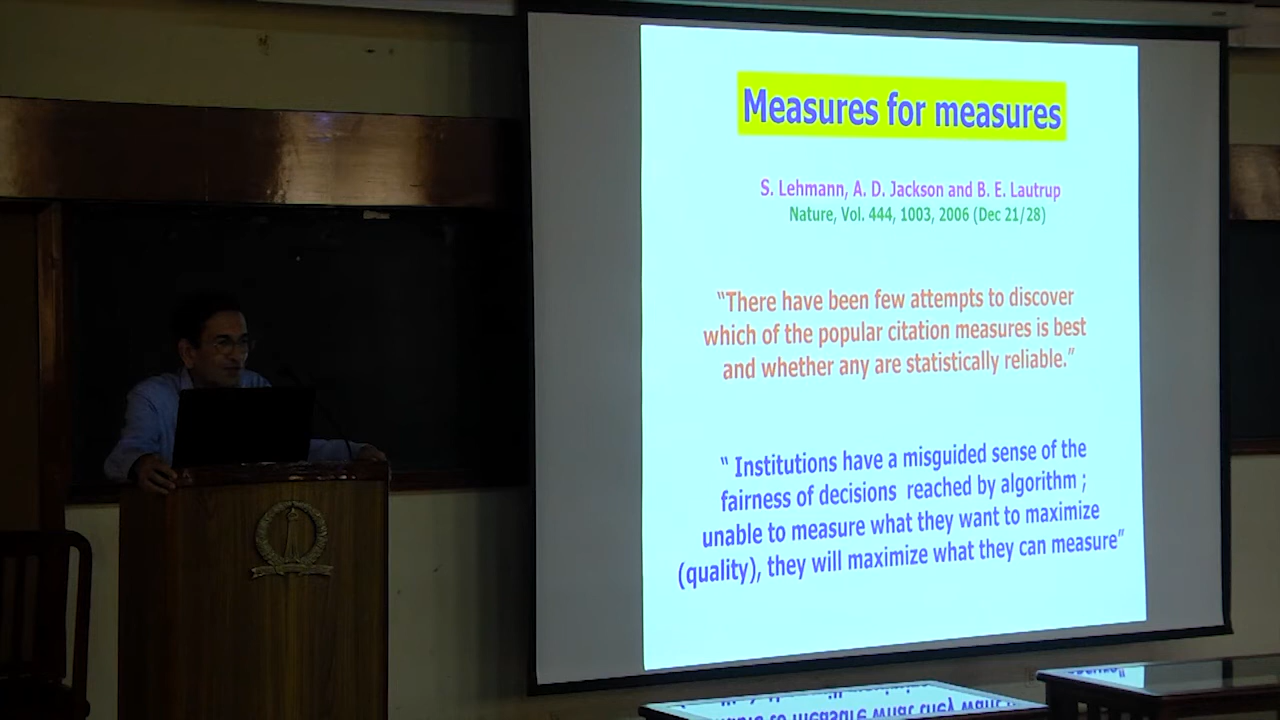 Measures for measures
S. Lehmann, A. D. Jackson and B. E. Lautrup
Nature, Vol. 444, 1003, 2006 (Dec 21/28)
“There have been few attempts to discover
which of the popular citation measures is best
and whether any are statistically reliable.”
“ Institutions have a misguided sense of the
fairness of decisions reached by algorithm ;
unable to measure what they want to maximize
(quality), they will maximize what they can measure”